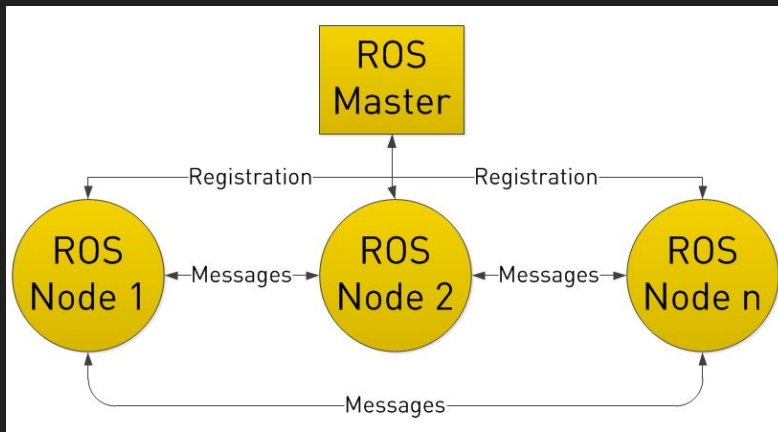 ROS
Master
Registration
Registration
ROS
Node 1
Messages
ROS
Node 2
Messages
ROS
Node n
Messages